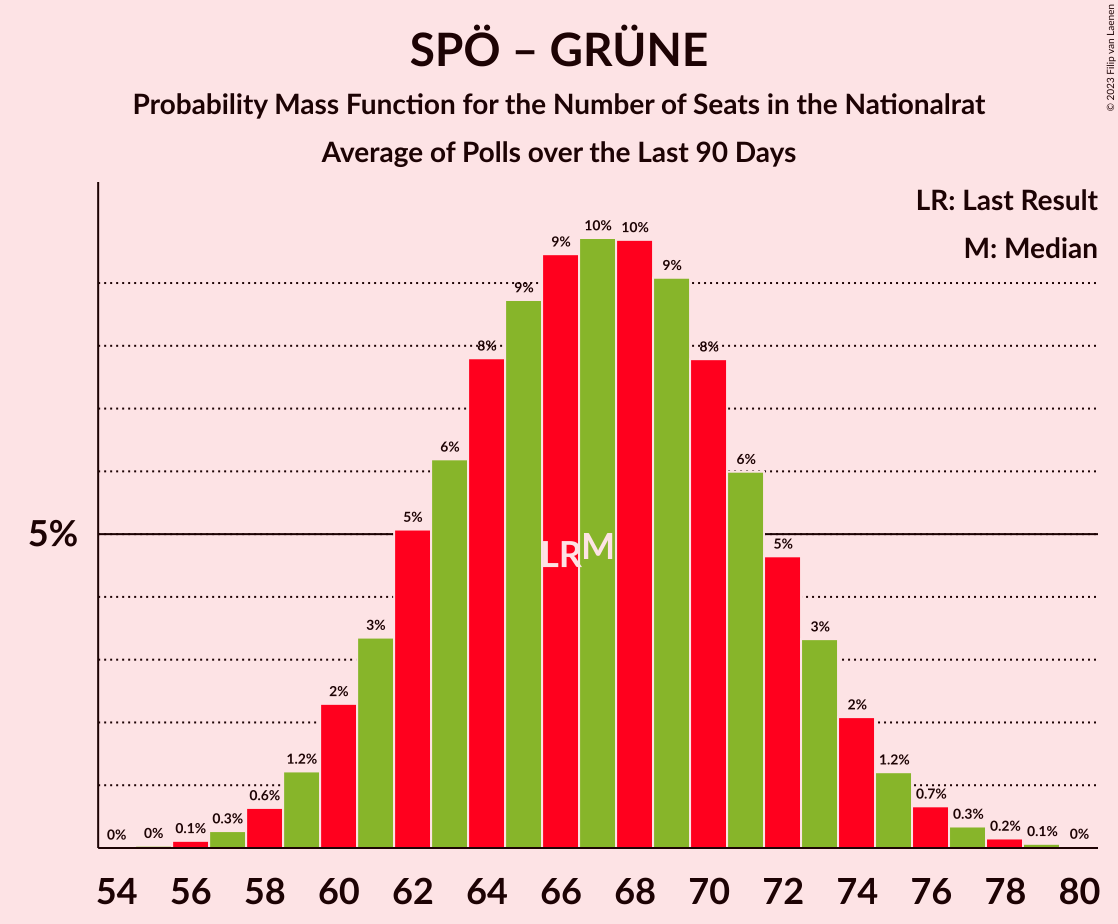 SPÖ – GRÜNE
Probability Mass Function for the Number of Seats in the Nationalrat
Average of Polls over the Last 90 Days
© 2023 Filip van Laenen
LR: Last Result
M: Median
5%
0% 0% 0.1% 0.3% 0.6% 1.2% 2% 3% 5% 6% 8% 9% 9% 10% 10% 9% 8% 6% 5% 3% 2% 1.2% 0.7% 0.3% 0.2% 0.1% 0%
LR M
54 56 58 60 62 64 66 68 70 72 74 76 78 80